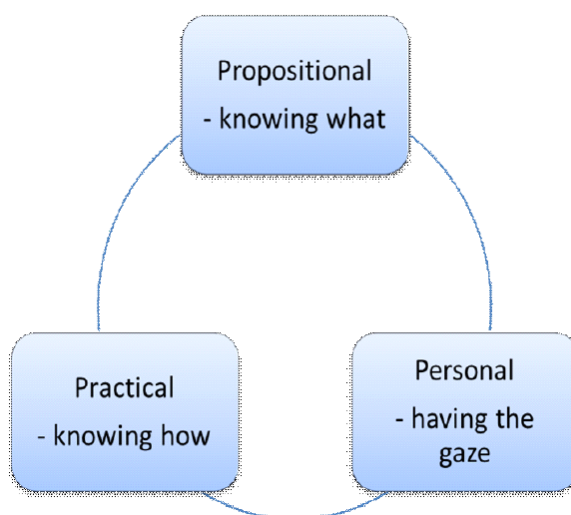 Propositional
- knowing what
Practical
- knowing how
Personal
- having the
gaze